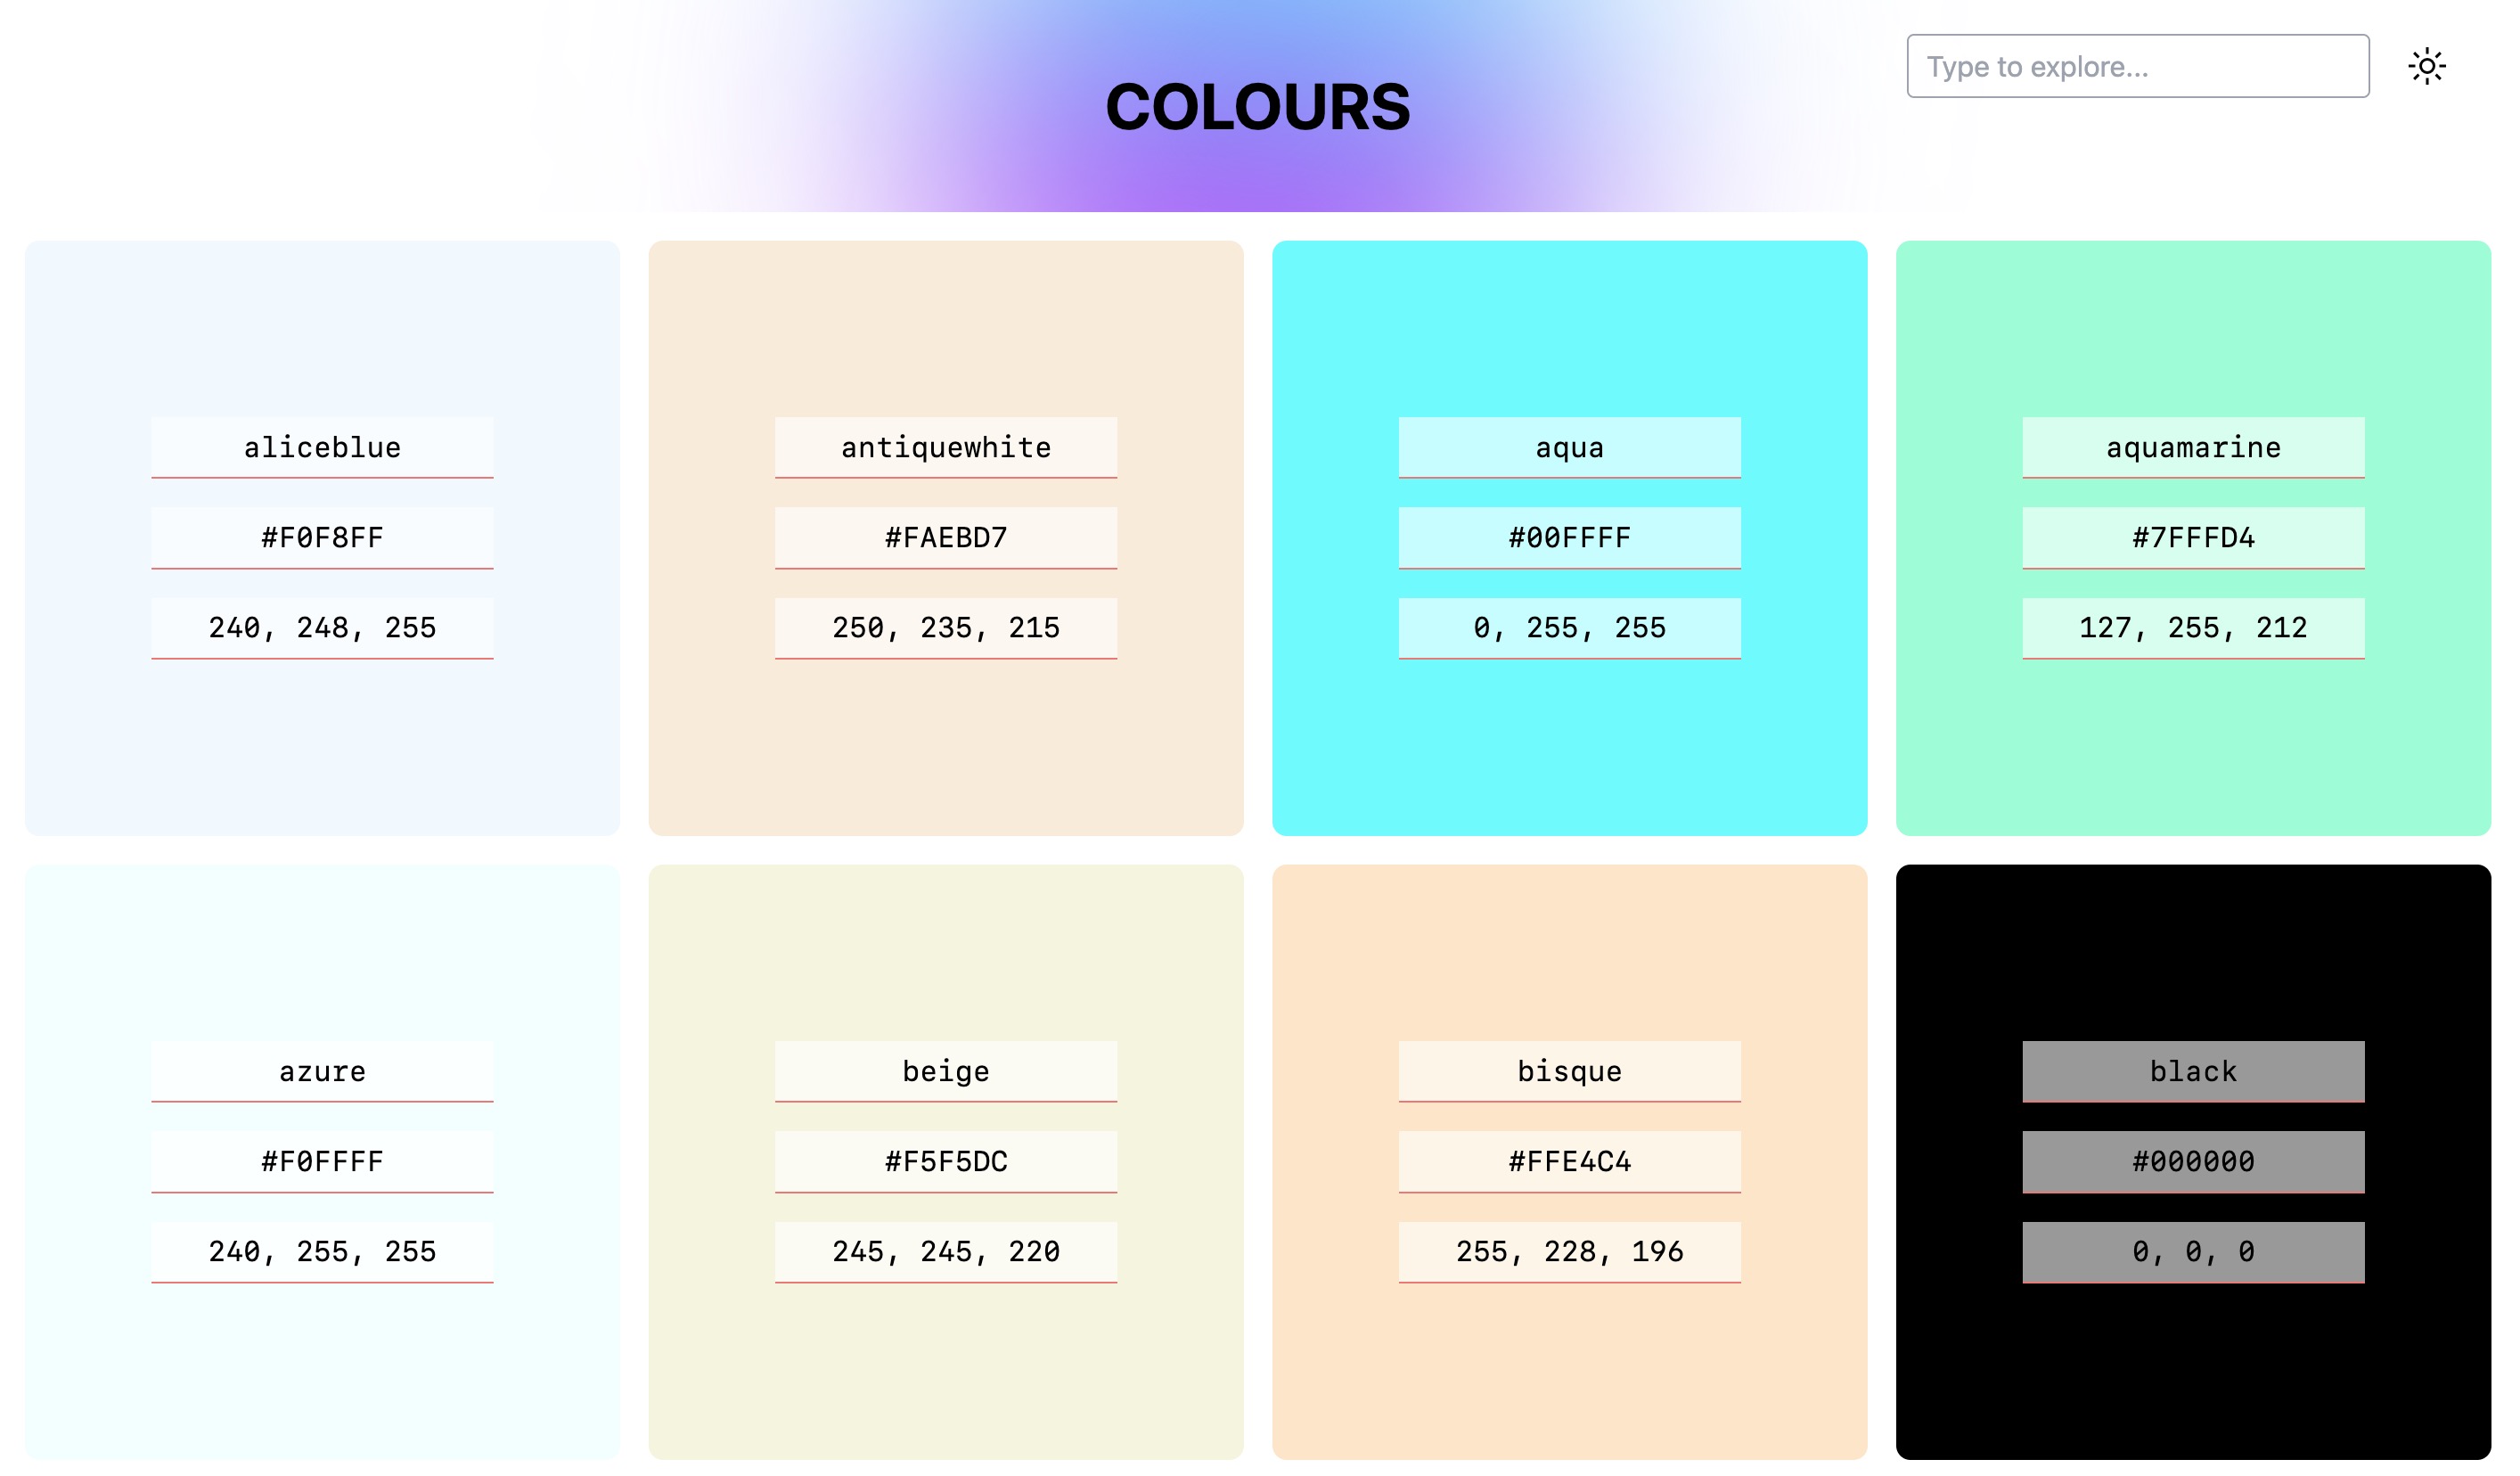 COLOURS
Type to explore...
aliceblue
#F0F8FF
240, 248, 255
antiquewhite
#FAEBD7
250, 235, 215
aqua
#00FFFF
0, 255, 255
aquamarine
#7FFFD4
127, 255, 212
azure
#F0FFFF
240, 255, 255
beige
#F5F5DC
245, 245, 220
bisque
#FFE4C4
255, 228, 196
black
#000000
0, 0, 0